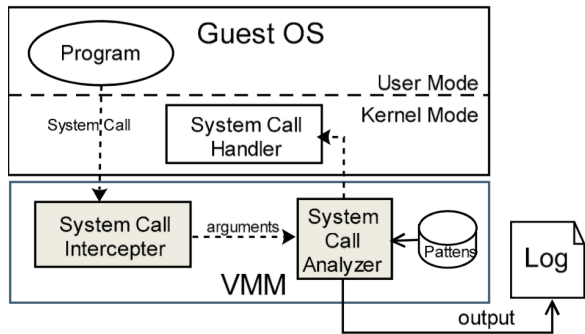 Guest OS
Program
User Mode
Kernel Mode
System Call
System Call
Handler
System Call
Intercepter
arguments
System
Call
Analyzer
Pattens
VMM
Log
output